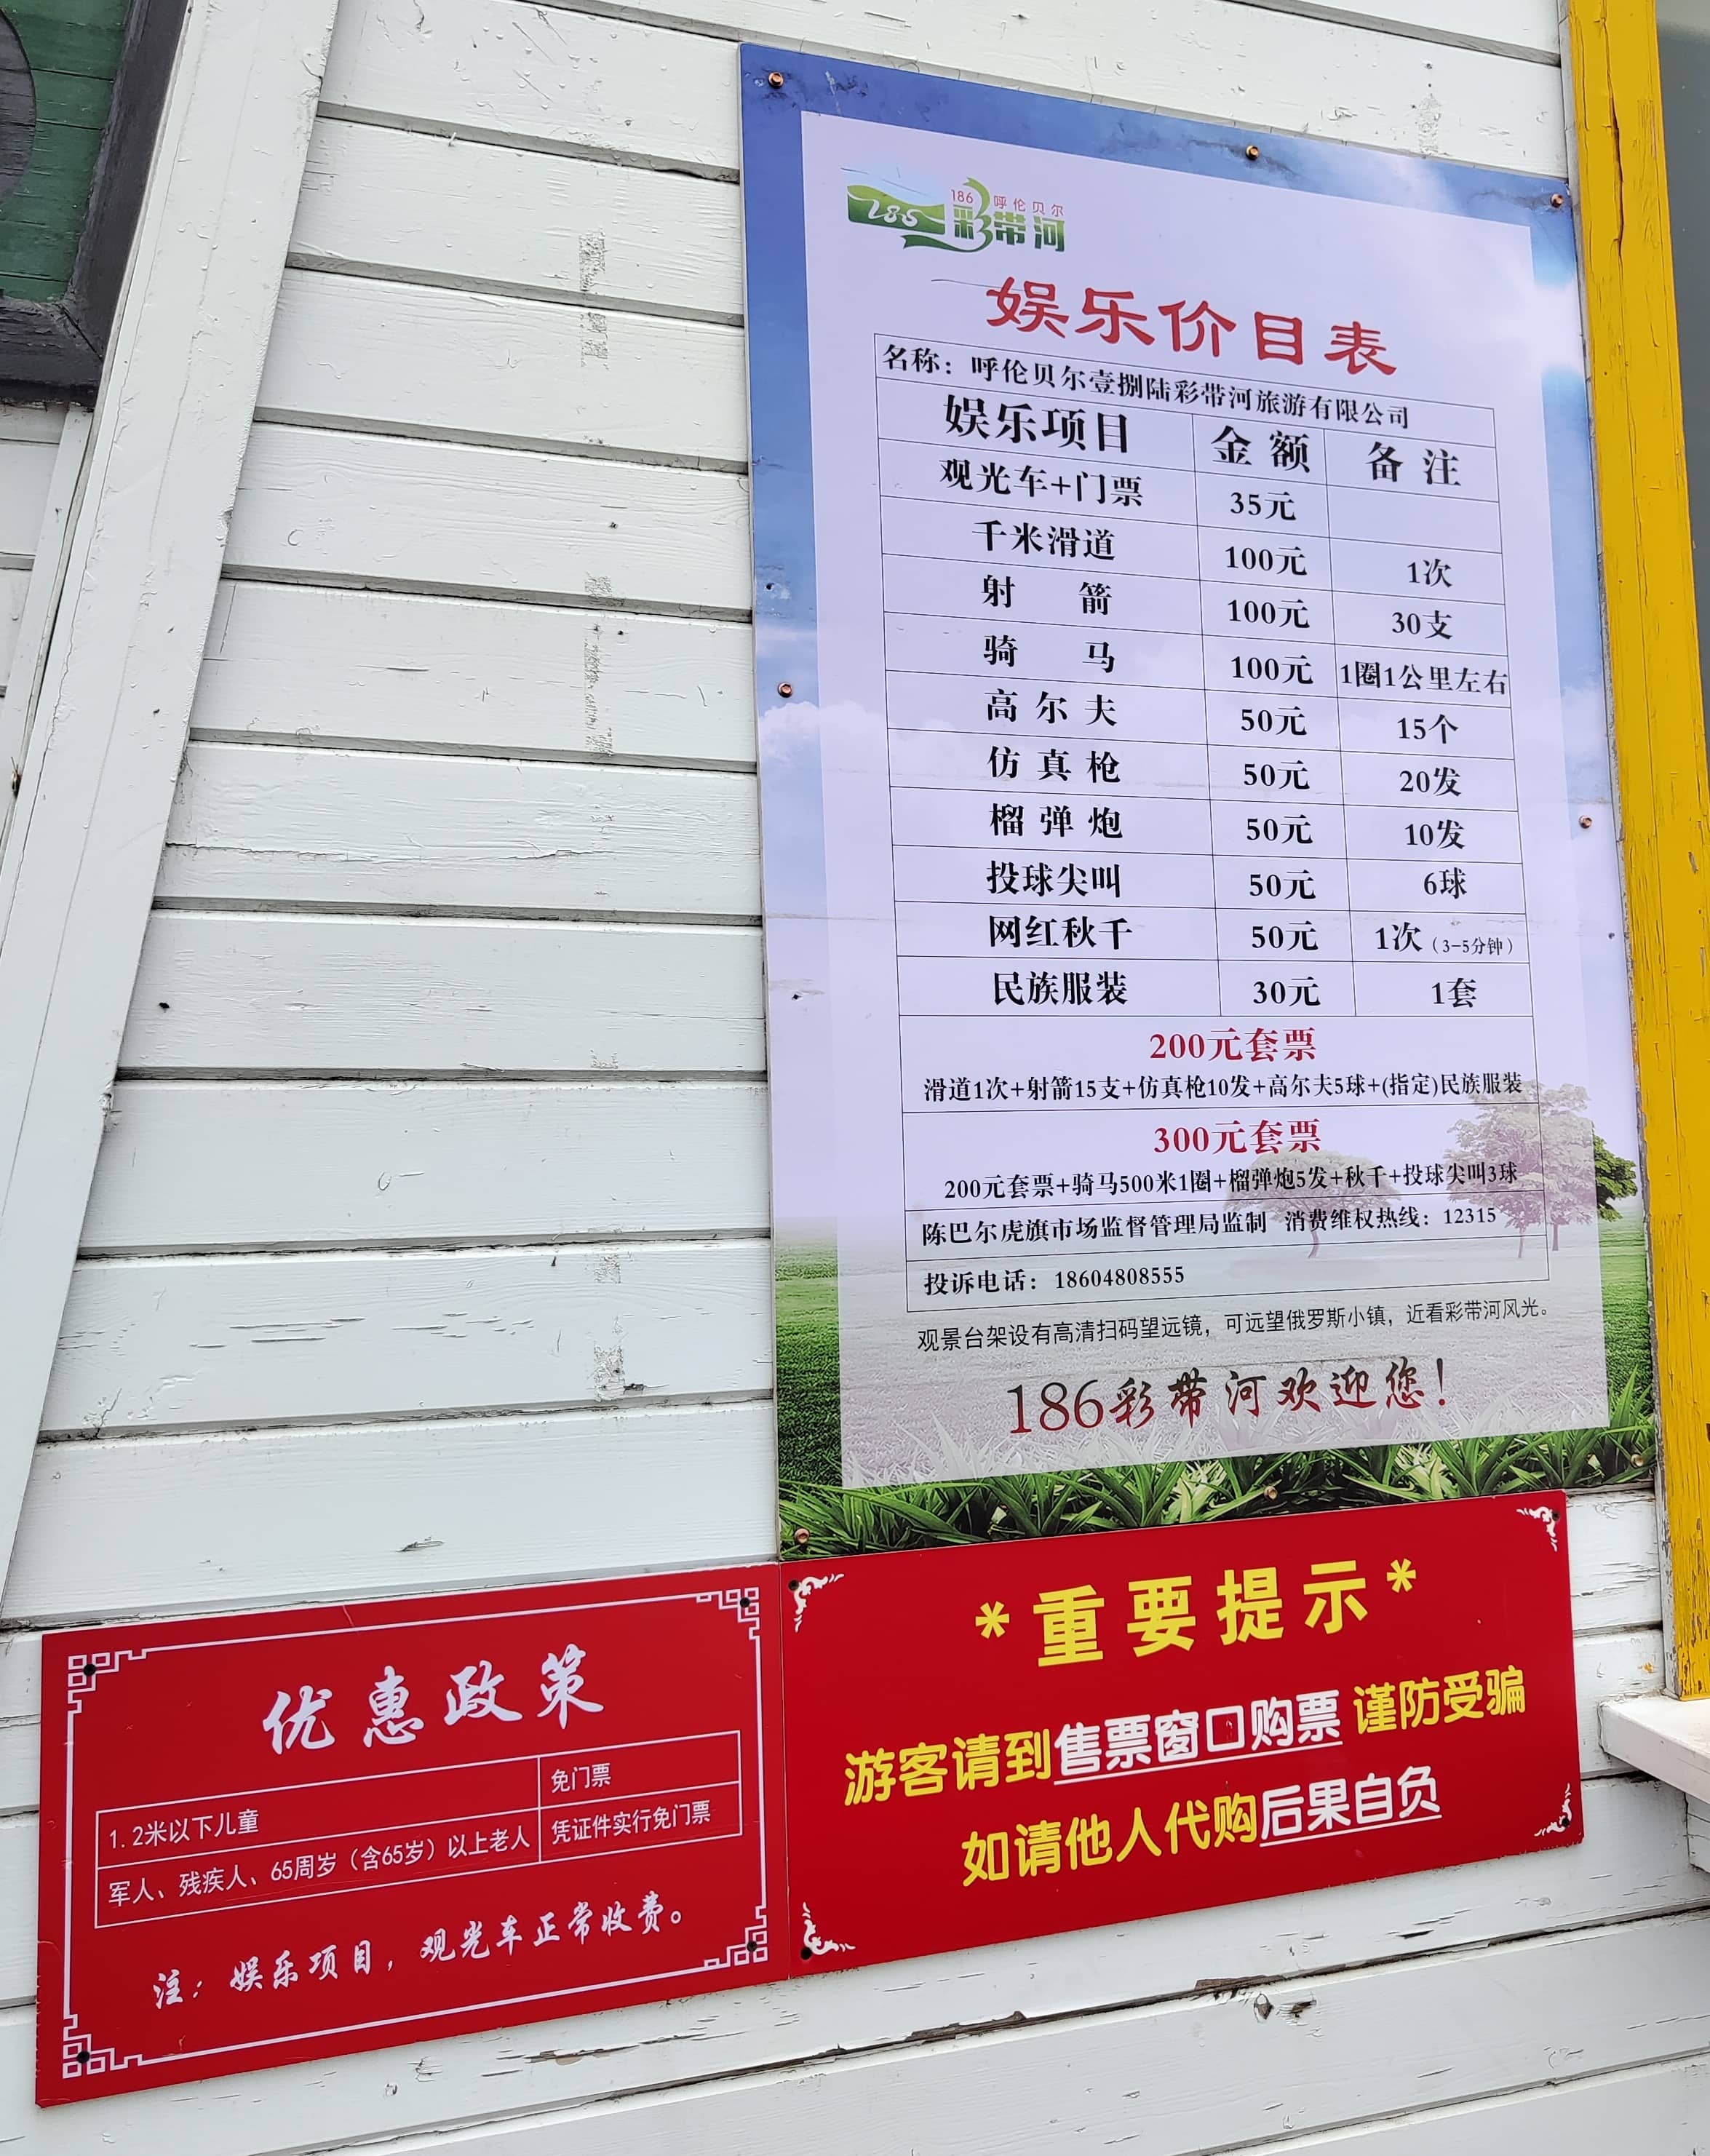 186 呼伦贝尔
186 彩带河
娱乐价目表
名称：呼伦贝尔壹捌陆彩带河旅游有限公司
娱乐项目 金额 备注
观光车+门票 35元
千米滑道 100元 1次
射箭 100元 30支
骑马 100元 1圈1公里左右
高尔夫 50元 15个
仿真枪 50元 20发
榴弹炮 50元 10发
投球尖叫 50元 6球
网红秋千 50元 1次（3-5分钟）
民族服装 30元 1套
200元套票
滑道1次+射箭15支+仿真枪10发+高尔夫5球+(指定)民族服装
300元套票
200元套票+骑马500米1圈+榴弹炮5发+秋千+投球尖叫3球
陈巴尔虎旗市场监督管理局监制 消费维权热线：12315
投诉电话：18604808555
观景台架设有高清扫码望远镜，可远望俄罗斯小镇，近看彩带河风光。
186彩带河欢迎您！
优惠政策
1.2米以下儿童 免门票
军人、残疾人、65周岁（含65岁）以上老人 凭证件实行免门票
注：娱乐项目，观光车正常收费。
*重要提示*
游客请到售票窗口购票 谨防受骗
如请他人代购后果自负